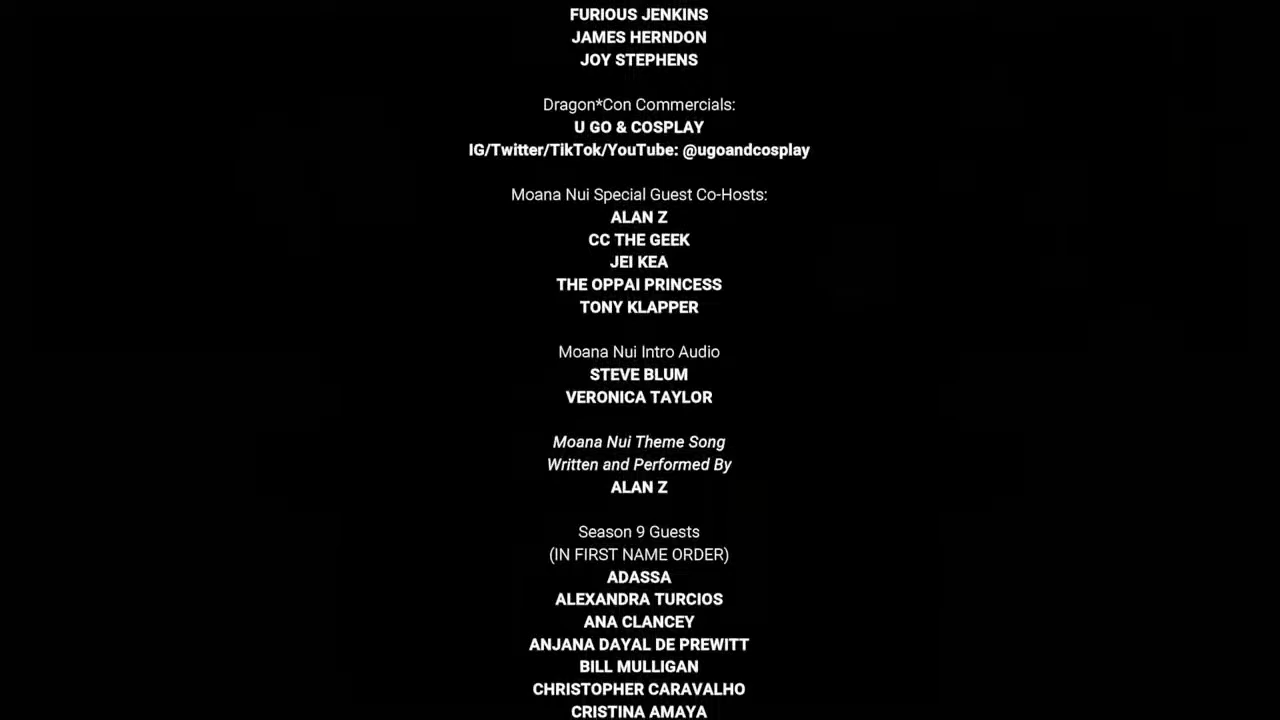 FURIOUS JENKINS
JAMES HERNDON
JOY STEPHENS
Dragon*Con Commercials:
U GO & COSPLAY
IG/Twitter/TikTok/YouTube: @ugoandcosplay
Moana Nui Special Guest Co-Hosts:
ALAN Z
CC THE GEEK
JEI KEA
THE OPPAI PRINCESS
TONY KLAPPER
Moana Nui Intro Audio
STEVE BLUM
VERONICA TAYLOR
Moana Nui Theme Song
Written and Performed By
ALAN Z
Season 9 Guests
(IN FIRST NAME ORDER)
ADASSA
ALEXANDRA TURCIOS
ANA CLANCEY
ANJANA DAYAL DE PREWITT
BILL MULLIGAN
CHRISTOPHER CARAVALHO
CRISTINA AMAYA